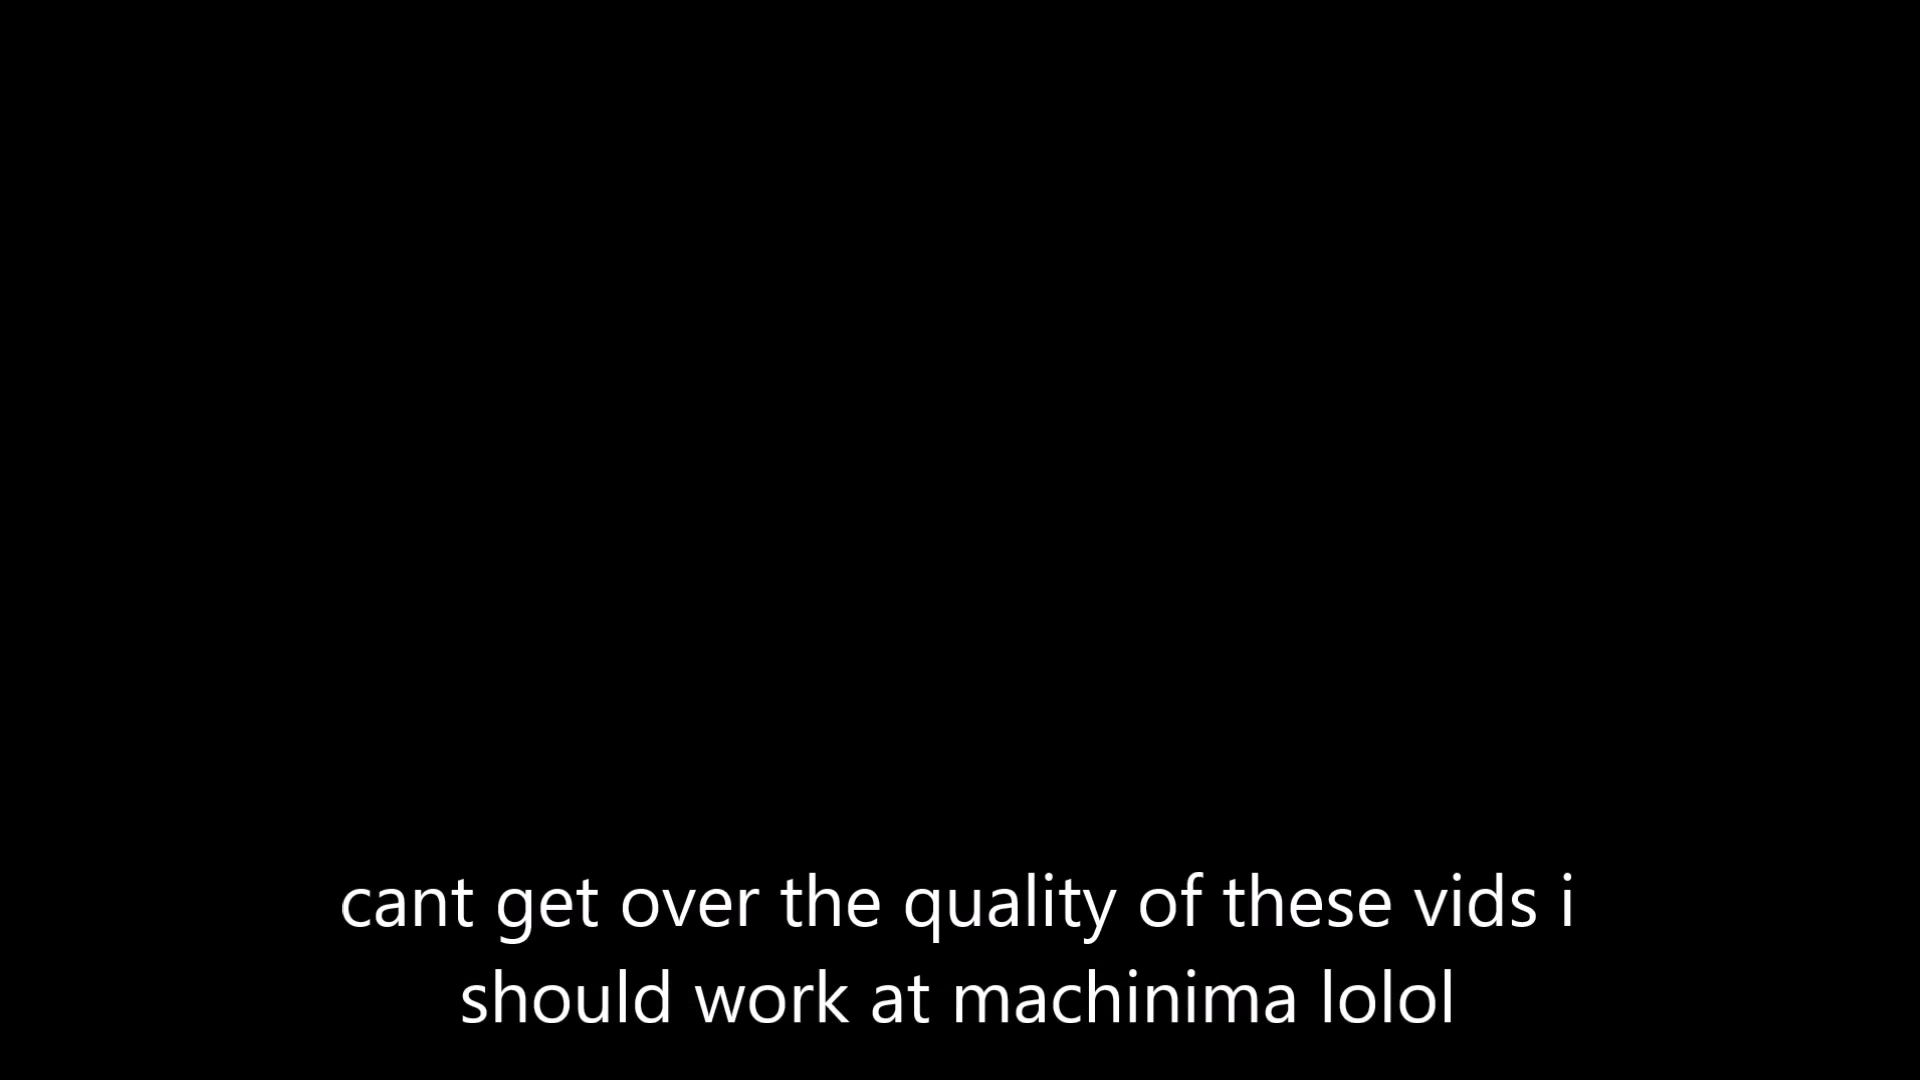 cant get over the quality of these vids i
should work at machinima lolol